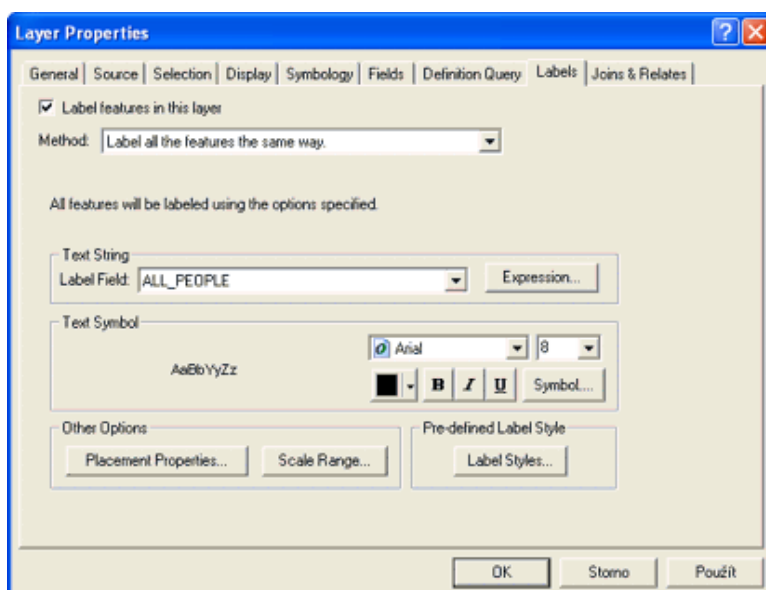 Layer Properties
General Source Selection Display Symbology Fields Definition Query Labels Joins & Relates
Label features in this layer
Method: Label all the features the same way.
All features will be labeled using the options specified.
Text String
Label Field: ALL_PEOPLE Expression...
Text Symbol
AaBbYyZz
Arial 8
B I U Symbol...
Other Options
Placement Properties... Scale Range...
Pre-defined Label Style
Label Styles...
OK Storno Použít